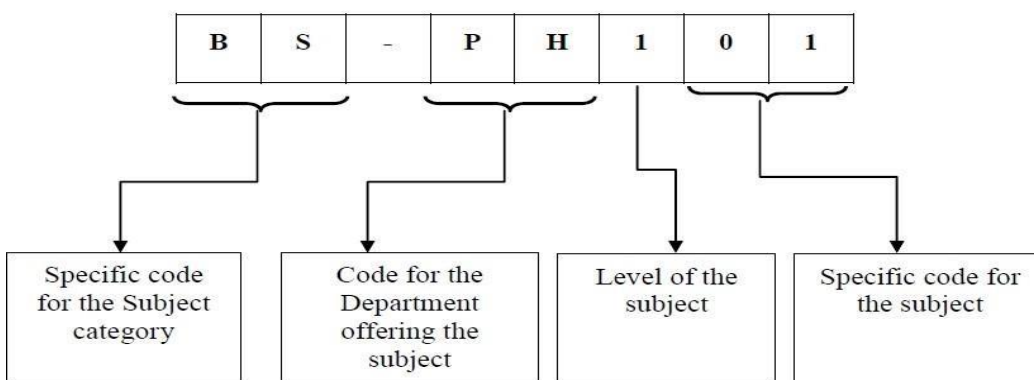 B S - P H 1 0 1
Specific code
for the Subject
category
Code for the
Department
offering the
subject
Level of the
subject
Specific code for
the subject